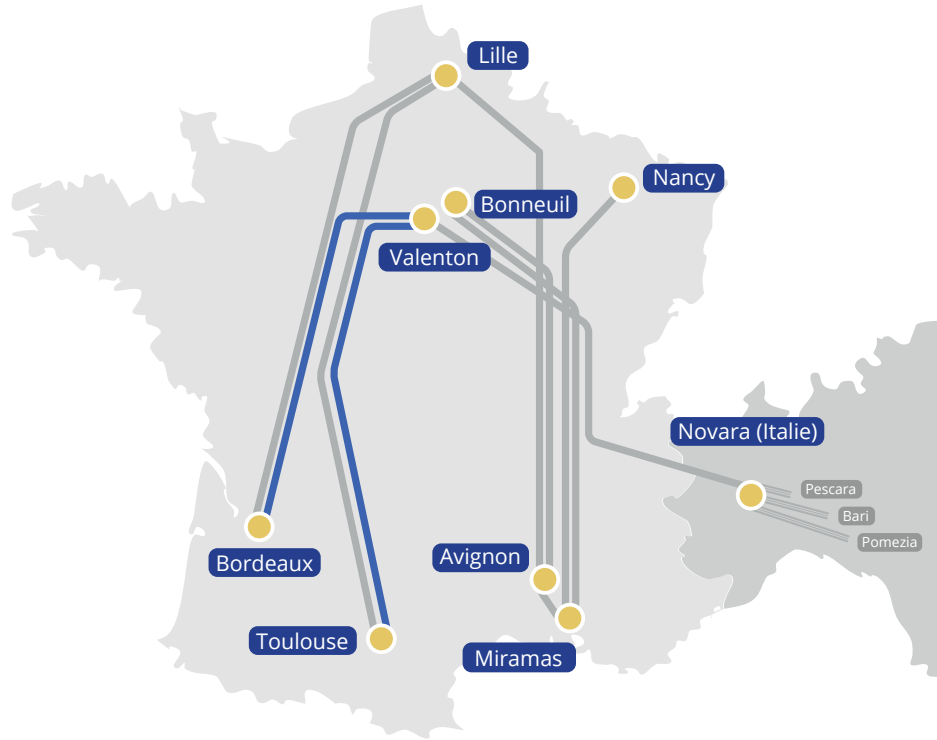 Lille
Nancy
Bonneuil
Valenton
Novara (Italie)
Pescara
Bari
Pomezia
Avignon
Bordeaux
Toulouse
Miramas